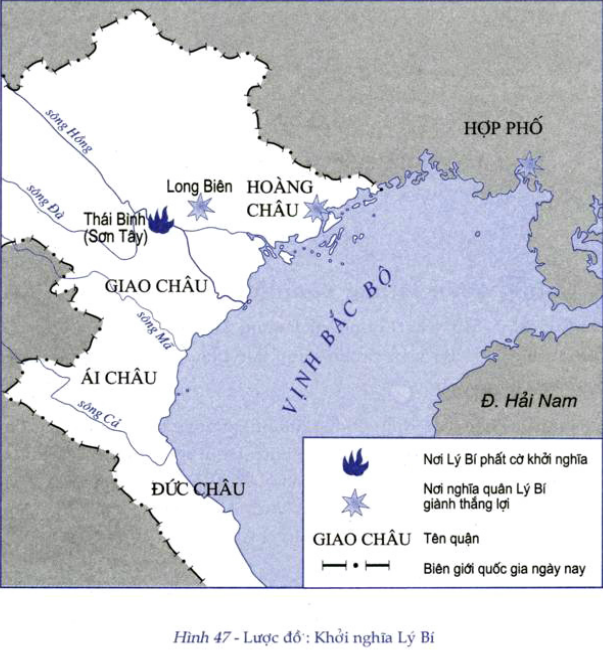 sông Hồng
HỢP PHỐ
sông Đà
Long Biên
HOÀNG
CHÂU
Thái Bình
(Sơn Tây)
GIAO CHÂU
sông Mã
VỊNH BẮC BỘ
ÁI CHÂU
sông Cả
Đ. Hải Nam
ĐỨC CHÂU
Nơi Lý Bí phất cờ khởi nghĩa
Nơi nghĩa quân Lý Bí
giành thắng lợi
GIAO CHÂU Tên quận
Biên giới quốc gia ngày nay
Hình 47 - Lược đồ : Khởi nghĩa Lý Bí